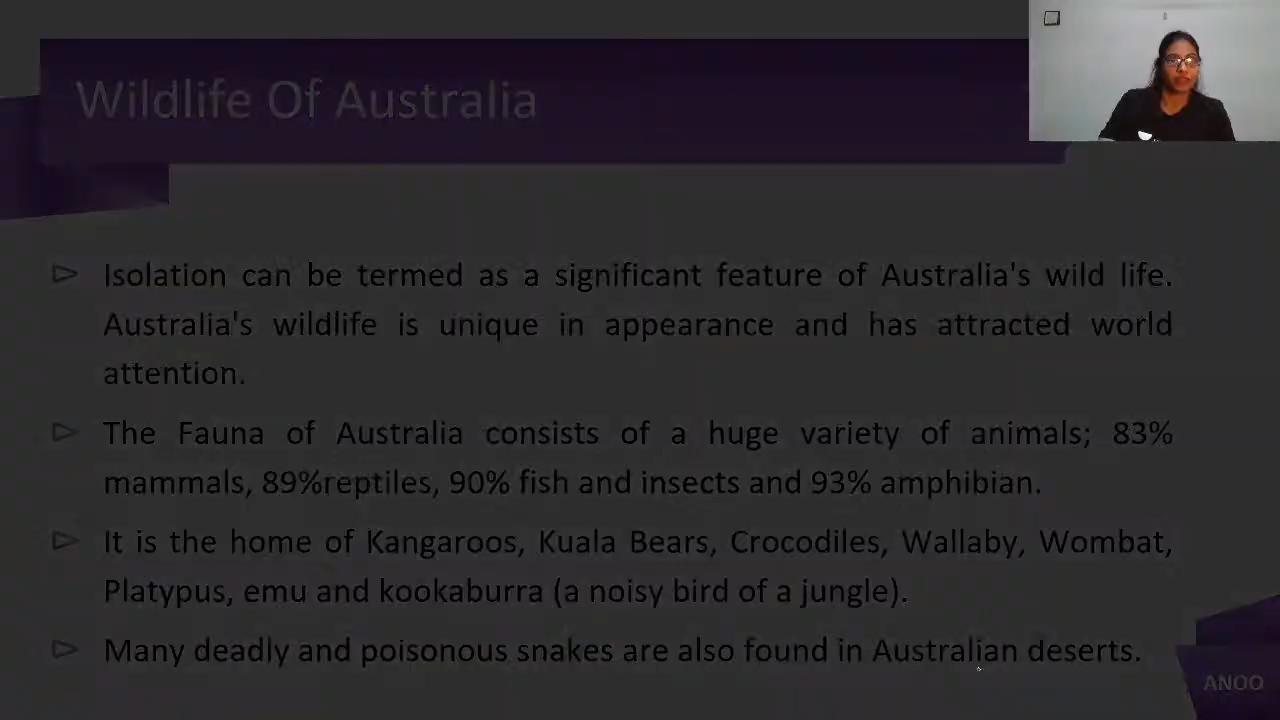 Wildlife Of Australia
Isolation can be termed as a significant feature of Australia's wild life.
Australia's wildlife is unique in appearance and has attracted world
attention.
The Fauna of Australia consists of a huge variety of animals; 83%
mammals, 89%reptiles, 90% fish and insects and 93% amphibian.
It is the home of Kangaroos, Kuala Bears, Crocodiles, Wallaby, Wombat,
Platypus, emu and kookaburra (a noisy bird of a jungle).
Many deadly and poisonous snakes are also found in Australian deserts.
ANOO